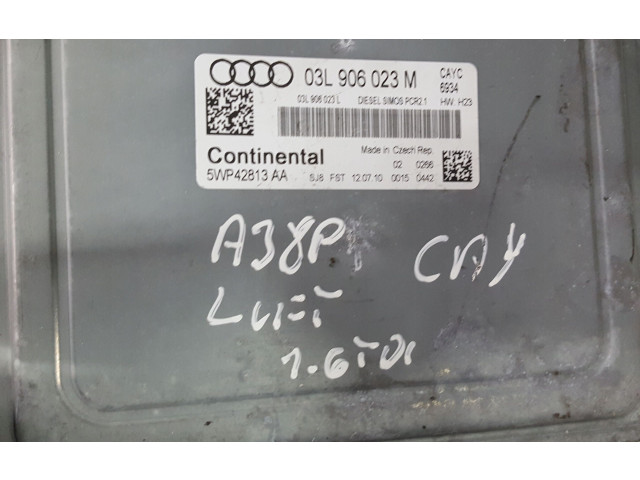 03L 906 023 M
CAYC
6934
03L 906 023 L DIESEL SIMOS PCR2.1 HW H23
Continental
Made in Czech Rep.
02 0266
5WP42813 AA SJ8 FST 12.07.10 0015 0442
A38P CAY
LIFT
1.6TDI